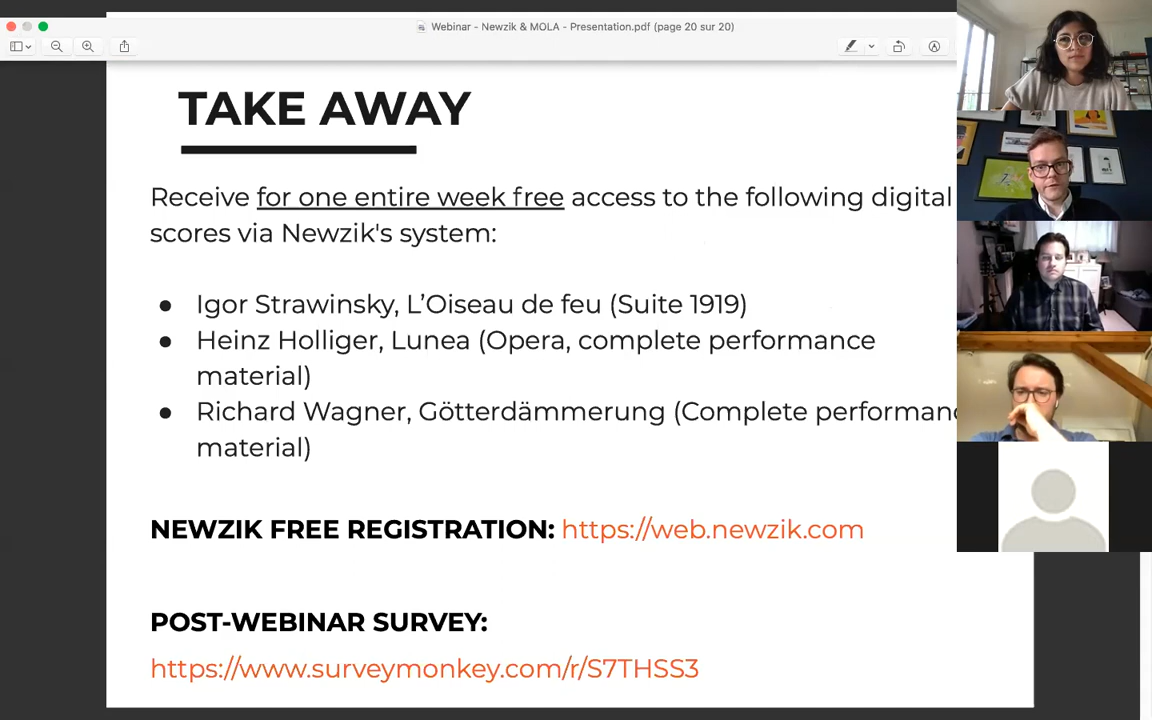 Webinar - Newzik & MOLA - Presentation.pdf (page 20 sur 20)
TAKE AWAY
Receive for one entire week free access to the following digital
scores via Newzik's system:
● Igor Strawinsky, L’Oiseau de feu (Suite 1919)
● Heinz Holliger, Lunea (Opera, complete performance
material)
● Richard Wagner, Götterdämmerung (Complete performanc
material)
NEWZIK FREE REGISTRATION: https://web.newzik.com
POST-WEBINAR SURVEY:
https://www.surveymonkey.com/r/S7THSS3